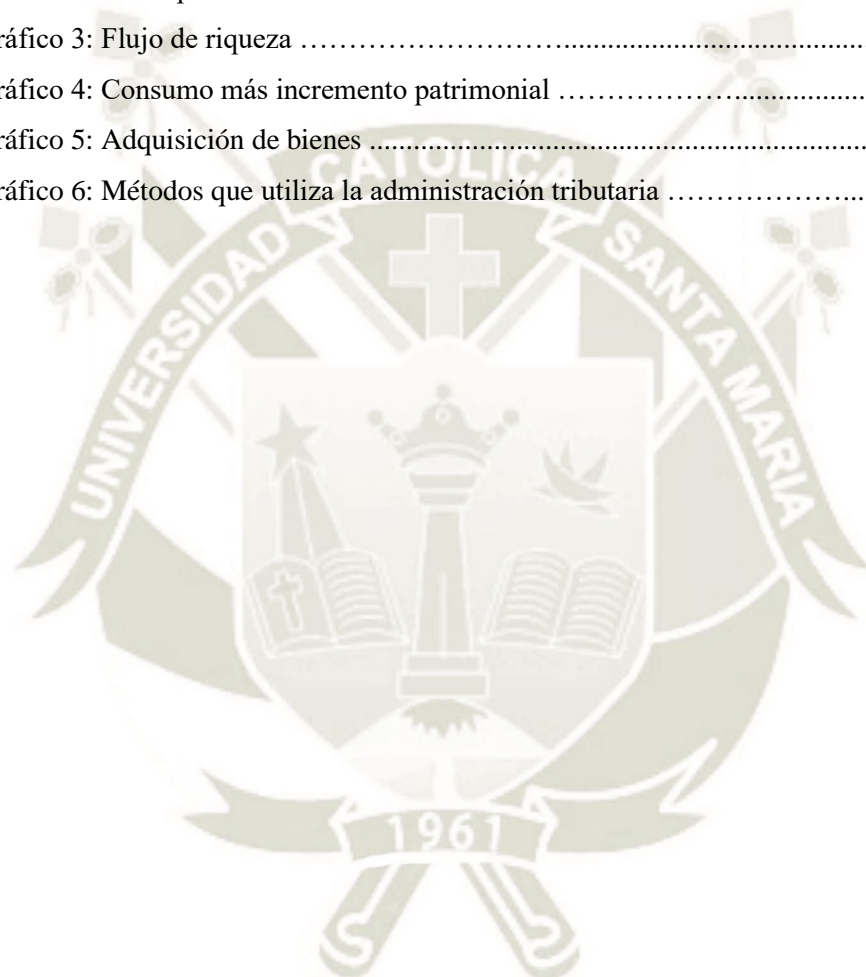 ráfico 3: Flujo de riqueza ………………………..............................................
ráfico 4: Consumo más incremento patrimonial ………………...................
ráfico 5: Adquisición de bienes ......................................................................
ráfico 6: Métodos que utiliza la administración tributaria ………………....
UNIVERSIDAD CATOLICA SANTA MARIA
1961